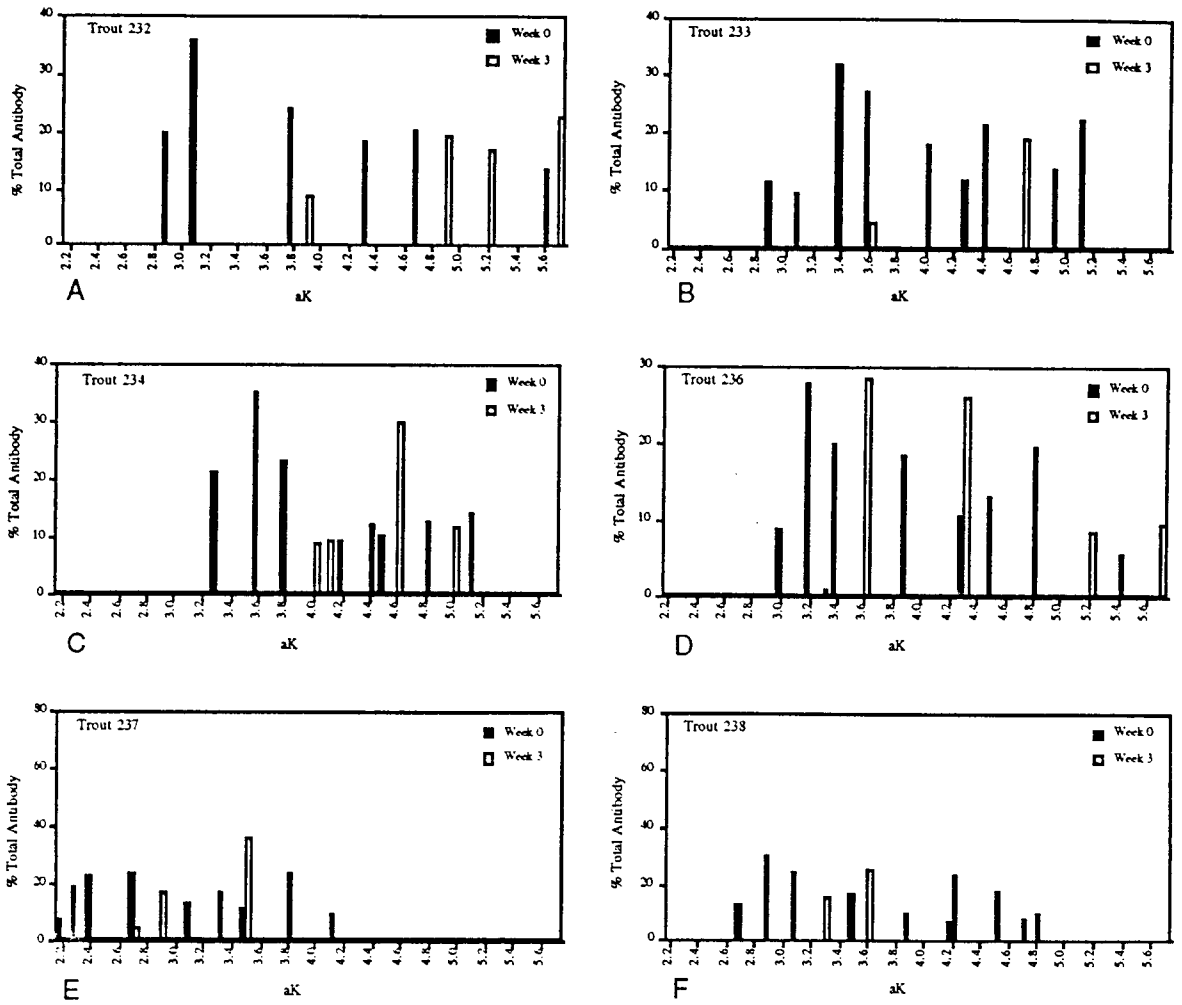 Trout 232
Week 0
Week 3
% Total Antibody
40
30
20
10
0
2.2 2.4 2.6 2.8 3.0 3.2 3.4 3.6 3.8 4.0 4.2 4.4 4.6 4.8 5.0 5.2 5.4 5.6
A
aK
Trout 233
Week 0
Week 3
% Total Antibody
40
30
20
10
0
2.2 2.4 2.6 2.8 3.0 3.2 3.4 3.6 3.8 4.0 4.2 4.4 4.6 4.8 5.0 5.2 5.4 5.6
B
aK
Trout 234
Week 0
Week 3
% Total Antibody
40
30
20
10
0
2.2 2.4 2.6 2.8 3.0 3.2 3.4 3.6 3.8 4.0 4.2 4.4 4.6 4.8 5.0 5.2 5.4 5.6
C
aK
Trout 236
Week 0
Week 3
% Total Antibody
30
20
10
0
2.2 2.4 2.6 2.8 3.0 3.2 3.4 3.6 3.8 4.0 4.2 4.4 4.6 4.8 5.0 5.2 5.4 5.6
D
aK
Trout 237
Week 0
Week 3
% Total Antibody
80
60
40
20
0
2.2 2.4 2.6 2.8 3.0 3.2 3.4 3.6 3.8 4.0 4.2 4.4 4.6 4.8 5.0 5.2 5.4 5.6
E
aK
Trout 238
Week 0
Week 3
% Total Antibody
80
60
40
20
0
2.2 2.4 2.6 2.8 3.0 3.2 3.4 3.6 3.8 4.0 4.2 4.4 4.6 4.8 5.0 5.2 5.4 5.6
F
aK